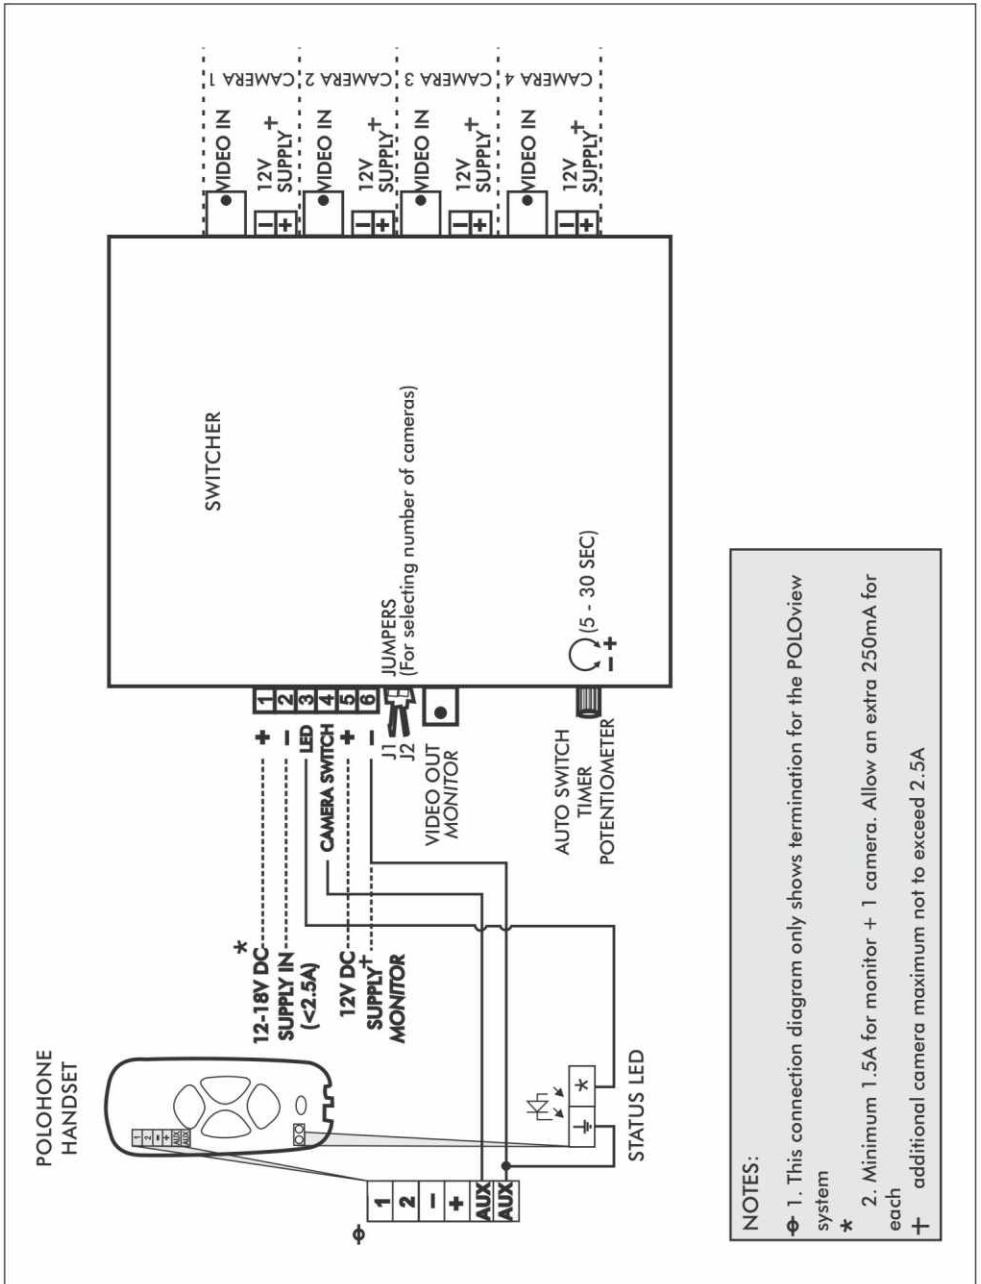 POLOHONE
HANDSET
1
2
–
+
AUX
AUX
ϕ
1
2
–
+
AUX
AUX
STATUS LED
*
12-18V DC *
SUPPLY IN
(<2.5A)
12V DC
SUPPLY†
MONITOR
+
–
LED
CAMERA SWITCH
+
–
1
2
3
4
5
6
J1
J2
JUMPERS
(For selecting number of cameras)
VIDEO OUT
MONITOR
AUTO SWITCH
TIMER
POTENTIOMETER
– +
(5 - 30 SEC)
SWITCHER
VIDEO IN
– +
12V
SUPPLY†
CAMERA 1
VIDEO IN
– +
12V
SUPPLY†
CAMERA 2
VIDEO IN
– +
12V
SUPPLY†
CAMERA 3
VIDEO IN
– +
12V
SUPPLY†
CAMERA 4
NOTES:
ϕ 1. This connection diagram only shows termination for the POLOview
system
*
2. Minimum 1.5A for monitor + 1 camera. Allow an extra 250mA for
each
† additional camera maximum not to exceed 2.5A